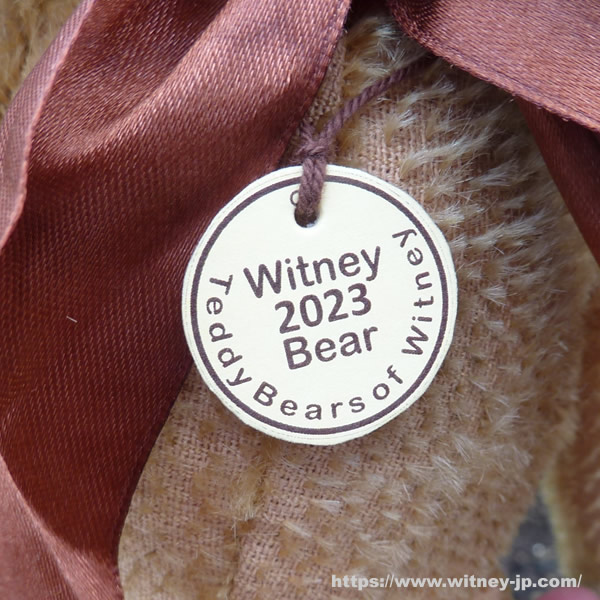 Witney
2023
Bear
Teddy Bears of Witney
https://www.witney-jp.com/